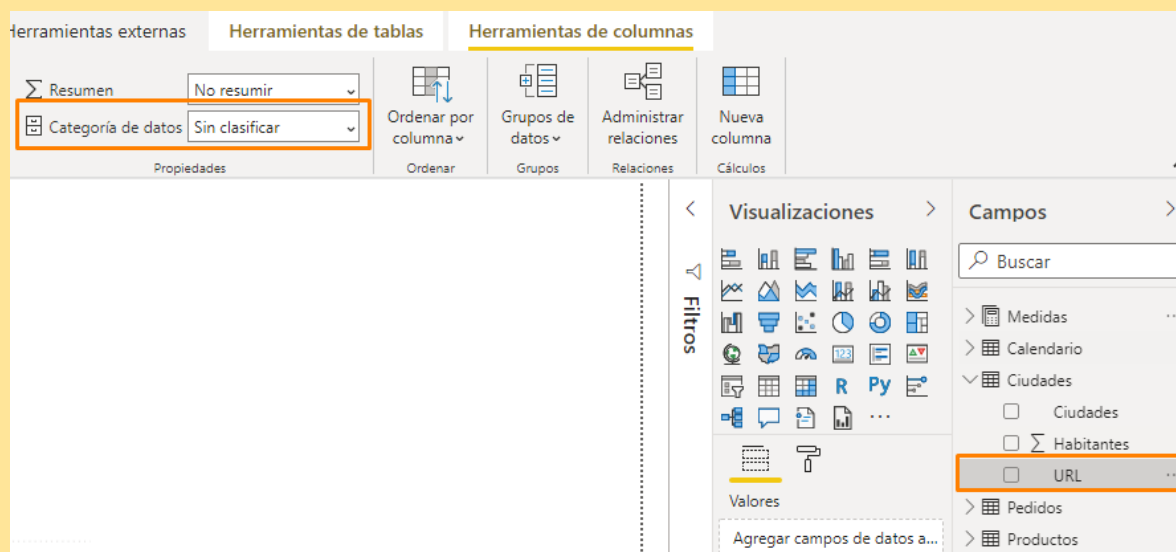 Herramientas externas
Herramientas de tablas
Herramientas de columnas
Resumen
No resumir
Categoría de datos
Sin clasificar
Propiedades
Ordenar por
columna
Ordenar
Grupos de
datos
Grupos
Administrar
relaciones
Relaciones
Nueva
columna
Cálculos
Filtros
Visualizaciones
123
R
Py
Valores
Agregar campos de datos a...
Campos
Buscar
Medidas
Calendario
Ciudades
Ciudades
Σ Habitantes
URL
Pedidos
Productos